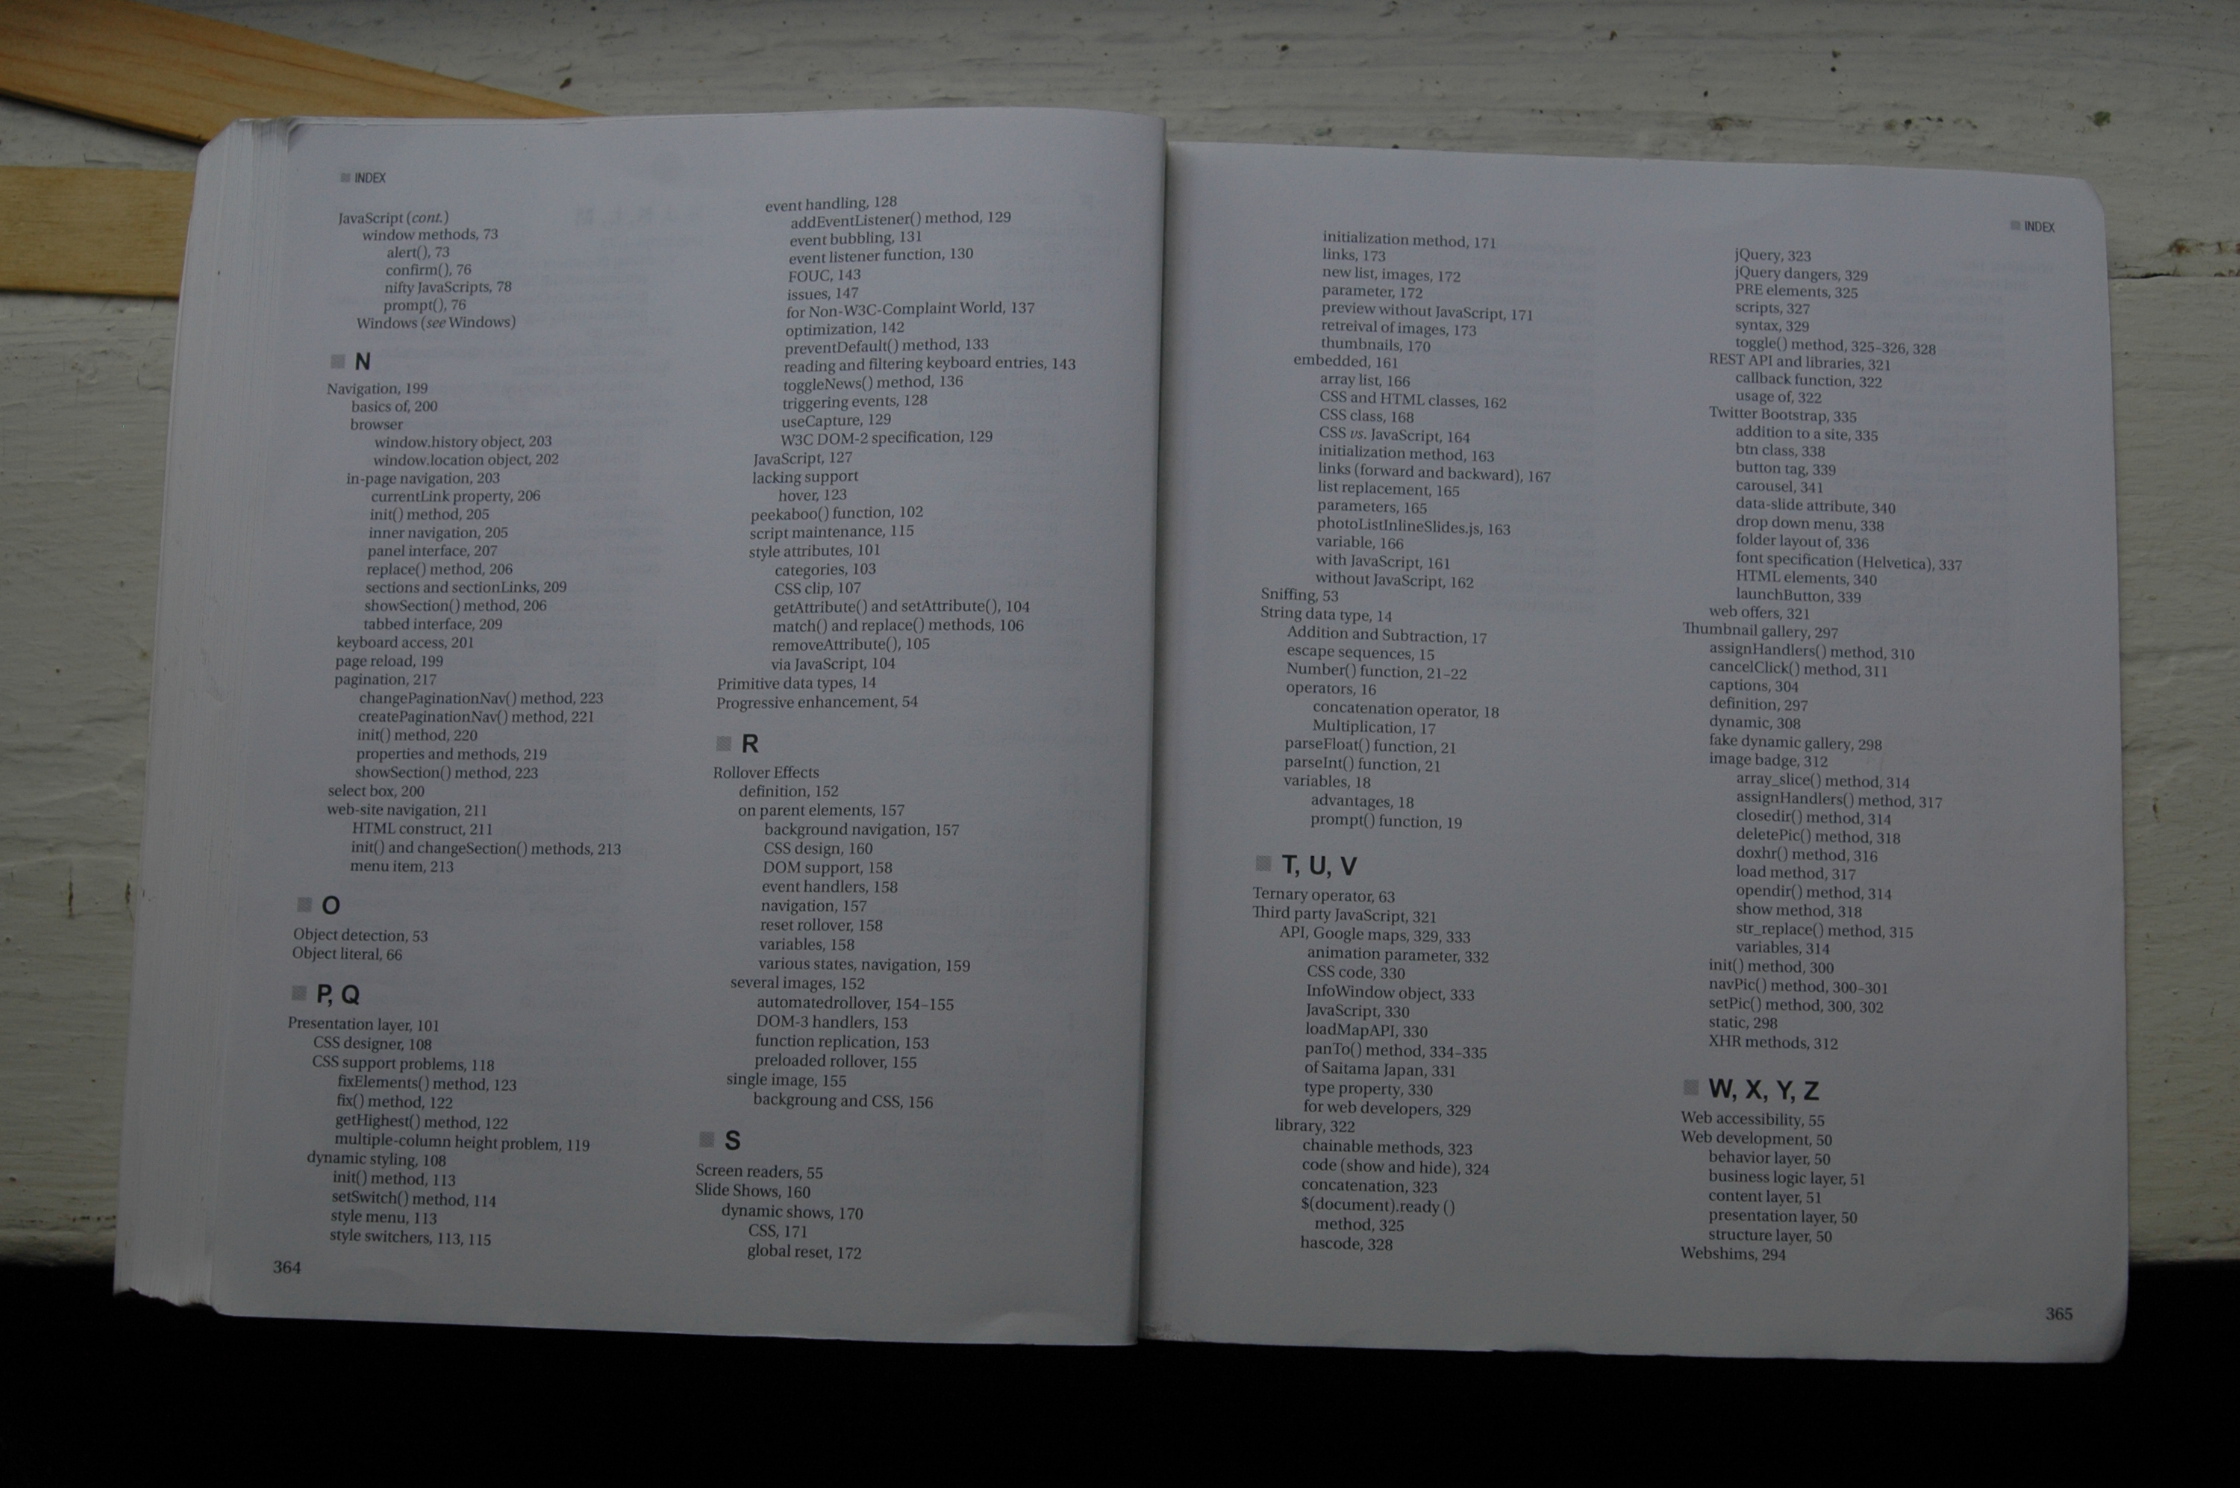 INDEX
JavaScript (cont.)
window methods, 73
alert(), 73
confirm(), 76
nifty JavaScripts, 78
prompt(), 76
Windows (see Windows)
N
Navigation, 199
basics of, 200
browser
window.history object, 203
window.location object, 202
in-page navigation, 203
currentLink property, 206
init() method, 205
inner navigation, 205
panel interface, 207
replace() method, 206
sections and sectionLinks, 209
showSection() method, 206
tabbed interface, 209
keyboard access, 201
page reload, 199
pagination, 217
changePaginationNav() method, 223
createPaginationNav() method, 221
init() method, 220
properties and methods, 219
showSection() method, 223
select box, 200
web-site navigation, 211
HTML construct, 211
init() and changeSection() methods, 213
menu item, 213
O
Object detection, 53
Object literal, 66
P, Q
Presentation layer, 101
CSS designer, 108
CSS support problems, 118
fixElements() method, 123
fix() method, 122
getHighest() method, 122
multiple-column height problem, 119
dynamic styling, 108
init() method, 113
setSwitch() method, 114
style menu, 113
style switchers, 113, 115
364
event handling, 128
addEventListener() method, 129
event bubbling, 131
event listener function, 130
FOUC, 143
issues, 147
for Non-W3C-Complaint World, 137
optimization, 142
preventDefault() method, 133
reading and filtering keyboard entries, 143
toggleNews() method, 136
triggering events, 128
useCapture, 129
W3C DOM-2 specification, 129
JavaScript, 127
lacking support
hover, 123
peekaboo() function, 102
script maintenance, 115
style attributes, 101
categories, 103
CSS clip, 107
getAttribute() and setAttribute(), 104
match() and replace() methods, 106
removeAttribute(), 105
via JavaScript, 104
Primitive data types, 14
Progressive enhancement, 54
R
Rollover Effects
definition, 152
on parent elements, 157
background navigation, 157
CSS design, 160
DOM support, 158
event handlers, 158
navigation, 157
reset rollover, 158
variables, 158
various states, navigation, 159
several images, 152
automatedrollover, 154–155
DOM-3 handlers, 153
function replication, 153
preloaded rollover, 155
single image, 155
backgroung and CSS, 156
S
Screen readers, 55
Slide Shows, 160
dynamic shows, 170
CSS, 171
global reset, 172
INDEX
initialization method, 171
links, 173
new list, images, 172
parameter, 172
preview without JavaScript, 171
retreival of images, 173
thumbnails, 170
embedded, 161
array list, 166
CSS and HTML classes, 162
CSS class, 168
CSS vs. JavaScript, 164
initialization method, 163
links (forward and backward), 167
list replacement, 165
parameters, 165
photoListInlineSlides.js, 163
variable, 166
with JavaScript, 161
without JavaScript, 162
Sniffing, 53
String data type, 14
Addition and Subtraction, 17
escape sequences, 15
Number() function, 21–22
operators, 16
concatenation operator, 18
Multiplication, 17
parseFloat() function, 21
parseInt() function, 21
variables, 18
advantages, 18
prompt() function, 19
T, U, V
Ternary operator, 63
Third party JavaScript, 321
API, Google maps, 329, 333
animation parameter, 332
CSS code, 330
InfoWindow object, 333
JavaScript, 330
loadMapAPI, 330
panTo() method, 334–335
of Saitama Japan, 331
type property, 330
for web developers, 329
library, 322
chainable methods, 323
code (show and hide), 324
concatenation, 323
$(document).ready ()
method, 325
hascode, 328
jQuery, 323
jQuery dangers, 329
PRE elements, 325
scripts, 327
syntax, 329
toggle() method, 325–326, 328
REST API and libraries, 321
callback function, 322
usage of, 322
Twitter Bootstrap, 335
addition to a site, 335
btn class, 338
button tag, 339
carousel, 341
data-slide attribute, 340
drop down menu, 338
folder layout of, 336
font specification (Helvetica), 337
HTML elements, 340
launchButton, 339
web offers, 321
Thumbnail gallery, 297
assignHandlers() method, 310
cancelClick() method, 311
captions, 304
definition, 297
dynamic, 308
fake dynamic gallery, 298
image badge, 312
array_slice() method, 314
assignHandlers() method, 317
closedir() method, 314
deletePic() method, 318
doxhr() method, 316
load method, 317
opendir() method, 314
show method, 318
str_replace() method, 315
variables, 314
init() method, 300
navPic() method, 300–301
setPic() method, 300, 302
static, 298
XHR methods, 312
W, X, Y, Z
Web accessibility, 55
Web development, 50
behavior layer, 50
business logic layer, 51
content layer, 51
presentation layer, 50
structure layer, 50
Webshims, 294
365